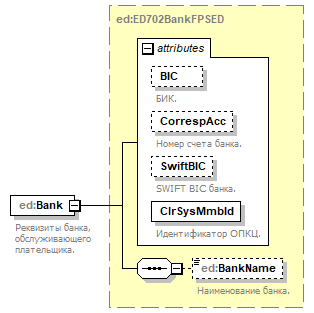 ed:ED702BankFPSED
attributes
BIC
БИК.
CorrespAcc
Номер счета банка.
SwiftBIC
SWIFT BIC банка.
ClrSysMmbId
Идентификатор ОПКЦ.
ed:Bank
Реквизиты банка,
обслуживающего
плательщика.
ed:BankName
Наименование банка.